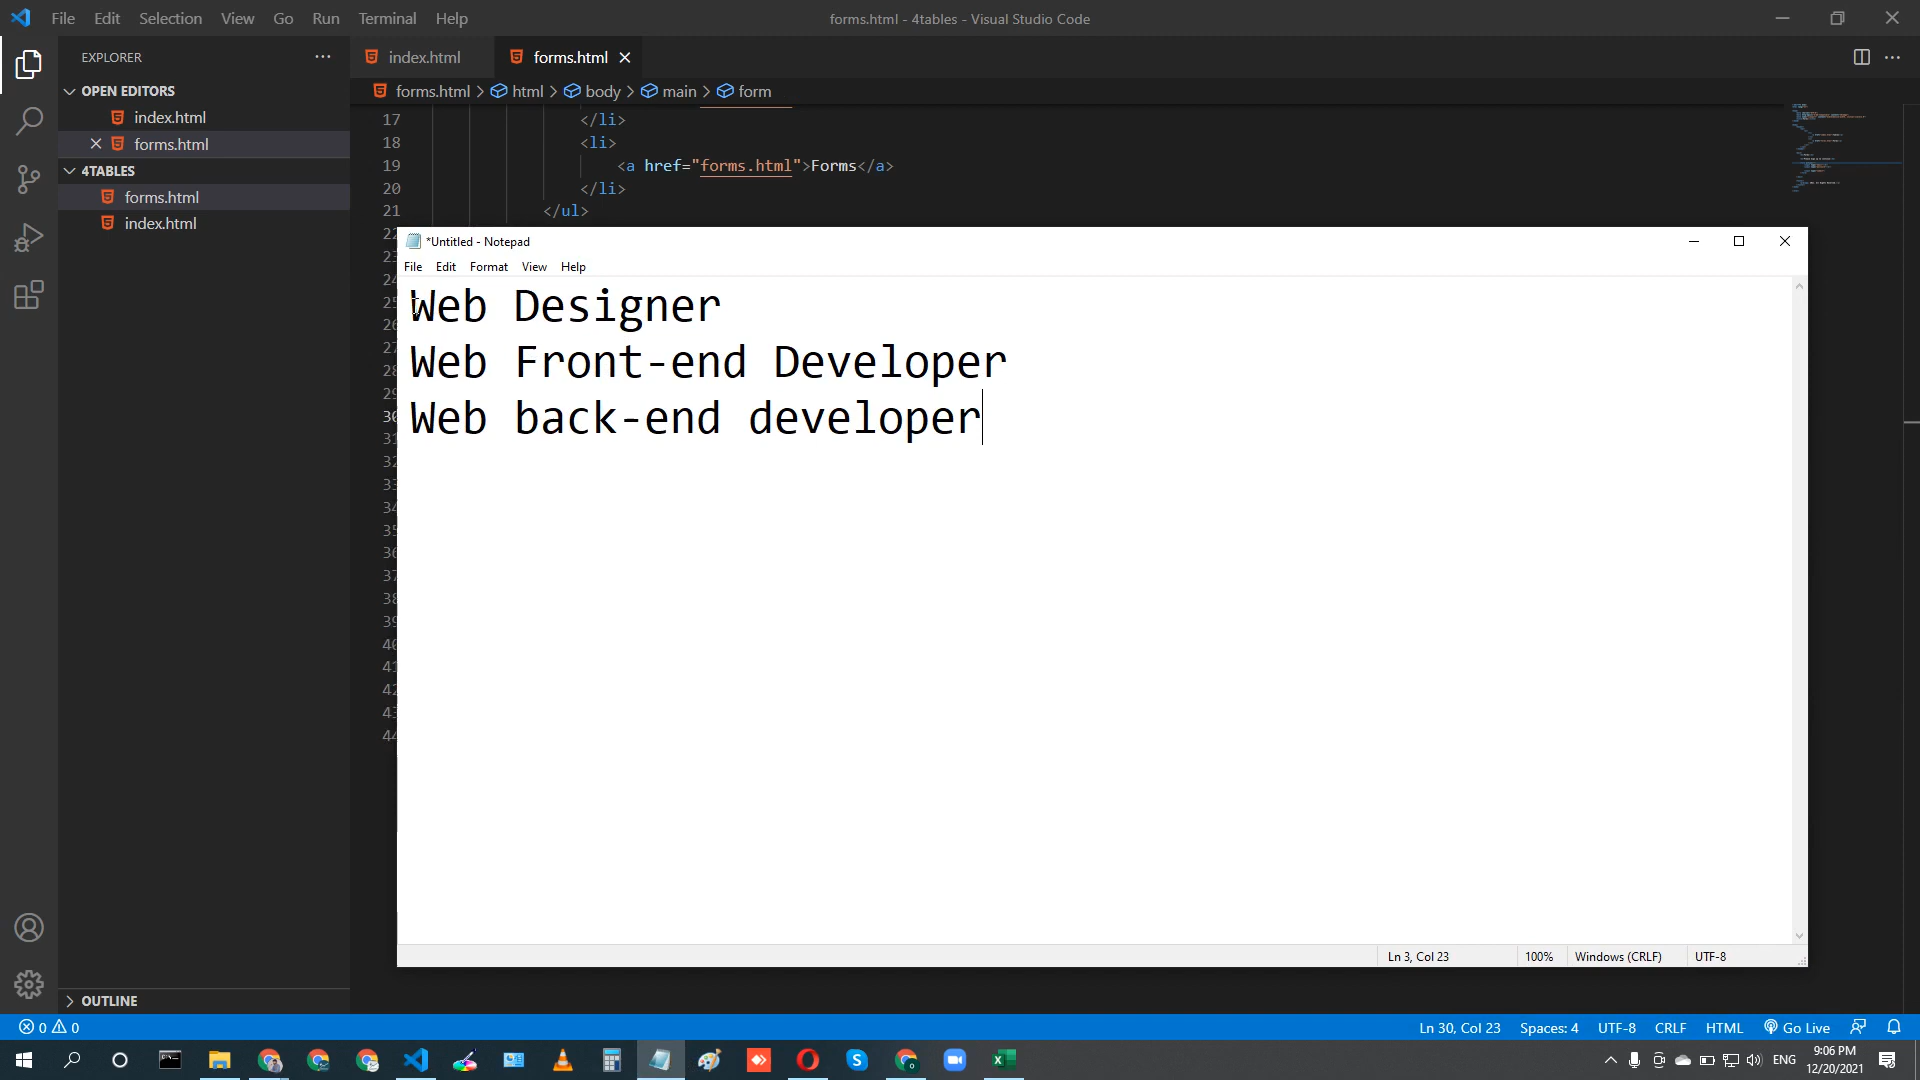 File Edit Selection View Go Run Terminal Help
forms.html - 4tables - Visual Studio Code
EXPLORER
index.html
forms.html
OPEN EDITORS
index.html
forms.html
4TABLES
forms.html
index.html
forms.html > html > body > main > form
17 </li>
18 <li>
19 <a href="forms.html">Forms</a>
20 </li>
21 </ul>
*Untitled - Notepad
File Edit Format View Help
Web Designer
Web Front-end Developer
Web back-end developer
Ln 3, Col 23
100%
Windows (CRLF)
UTF-8
OUTLINE
0 0
Ln 30, Col 23
Spaces: 4
UTF-8
CRLF
HTML
Go Live
ENG
9:06 PM
12/20/2021